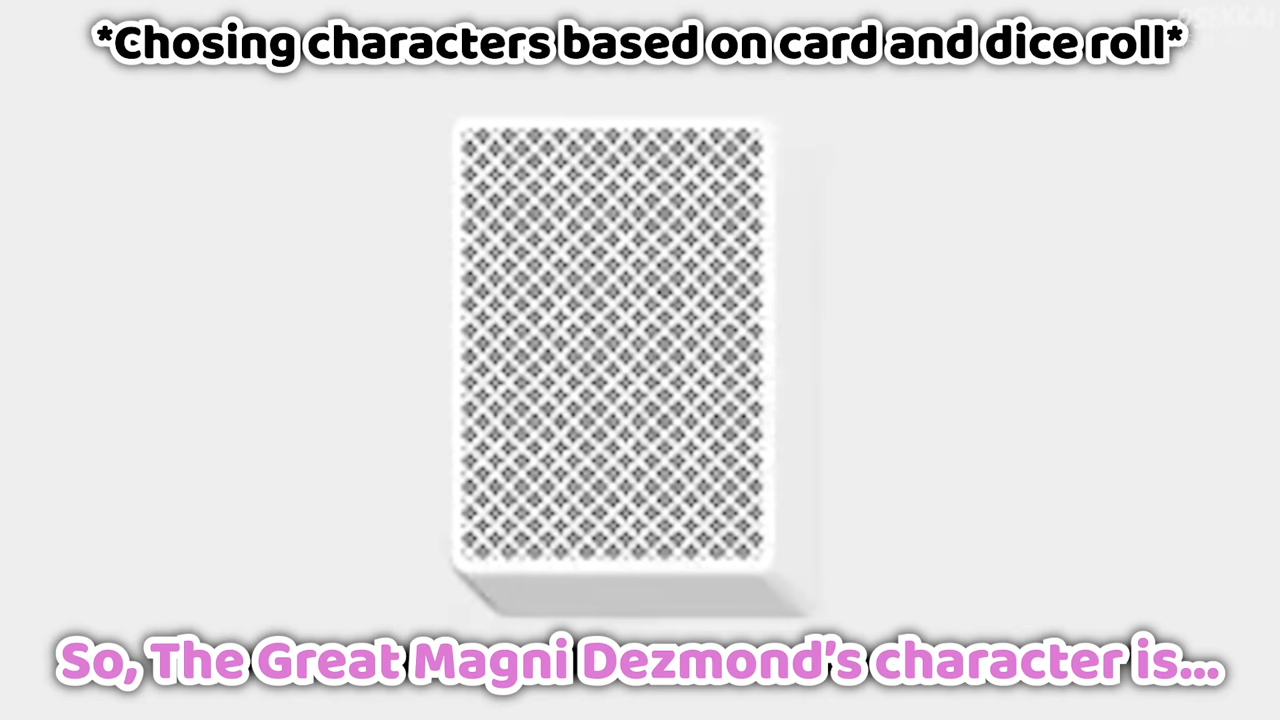 *Chosing characters based on card and dice roll*
So, The Great Magni Dezmond's character is...